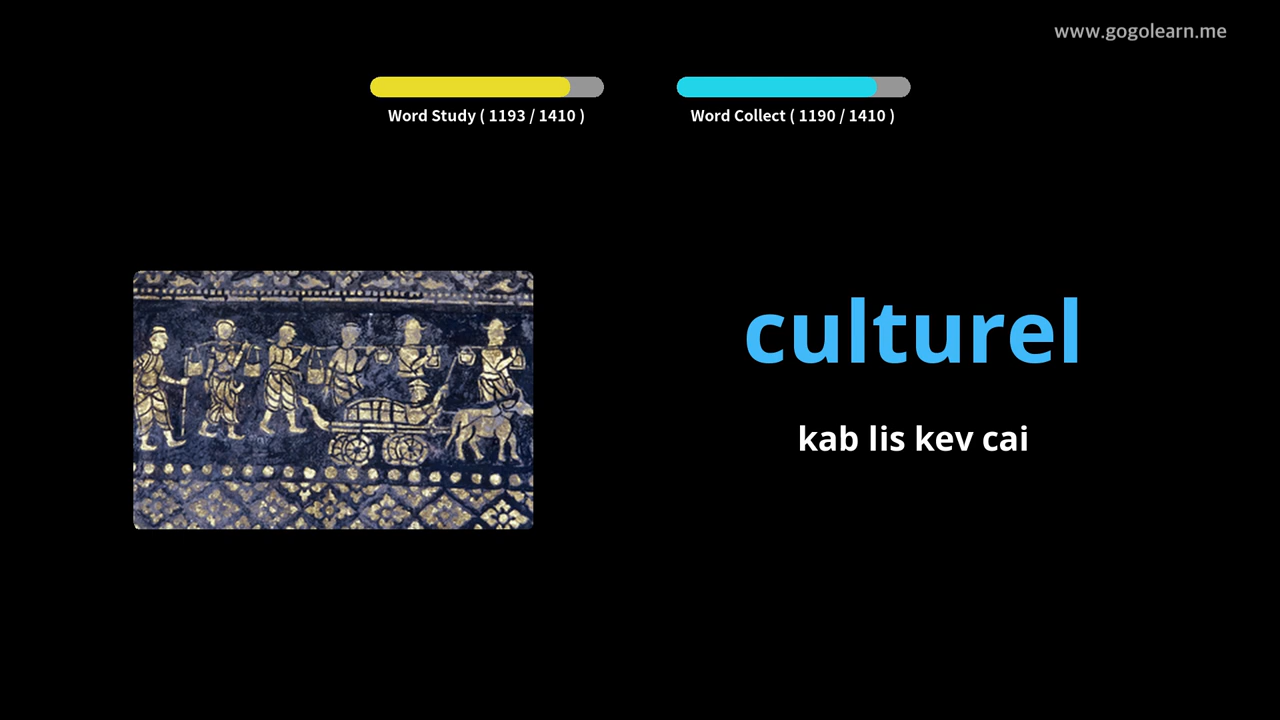 www.gogolearn.me
Word Study ( 1193 / 1410 )
Word Collect ( 1190 / 1410 )
culturel
kab lis kev cai